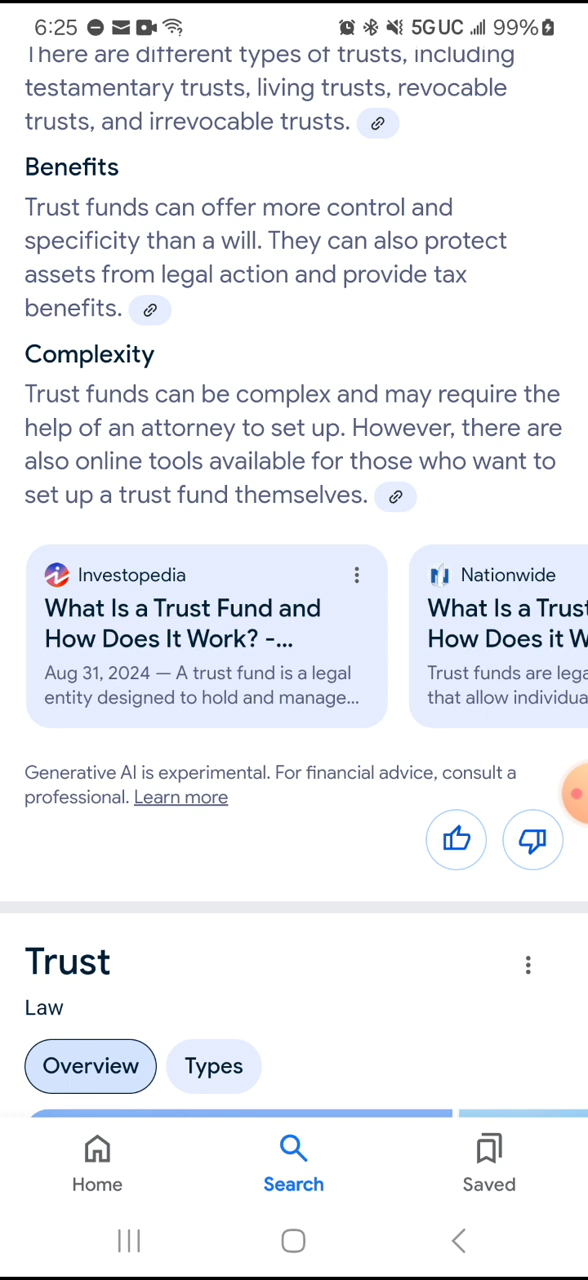 6:25
5GUC
99%
There are different types of trusts, including
testamentary trusts, living trusts, revocable
trusts, and irrevocable trusts.
Benefits
Trust funds can offer more control and
specificity than a will. They can also protect
assets from legal action and provide tax
benefits.
Complexity
Trust funds can be complex and may require the
help of an attorney to set up. However, there are
also online tools available for those who want to
set up a trust fund themselves.
Investopedia
What Is a Trust Fund and
How Does It Work? -...
Aug 31, 2024 — A trust fund is a legal
entity designed to hold and manage...
Nationwide
What Is a Trust
How Does it W
Trust funds are lega
that allow individua
Generative AI is experimental. For financial advice, consult a
professional. Learn more
Trust
Law
Overview
Types
Home
Search
Saved